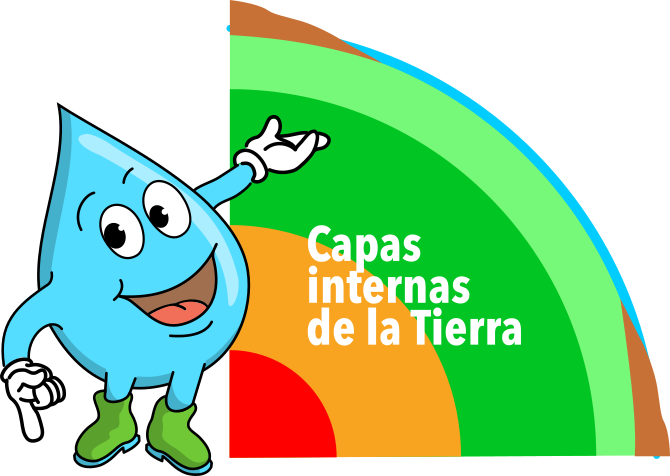 Capas
internas
de la Tierra